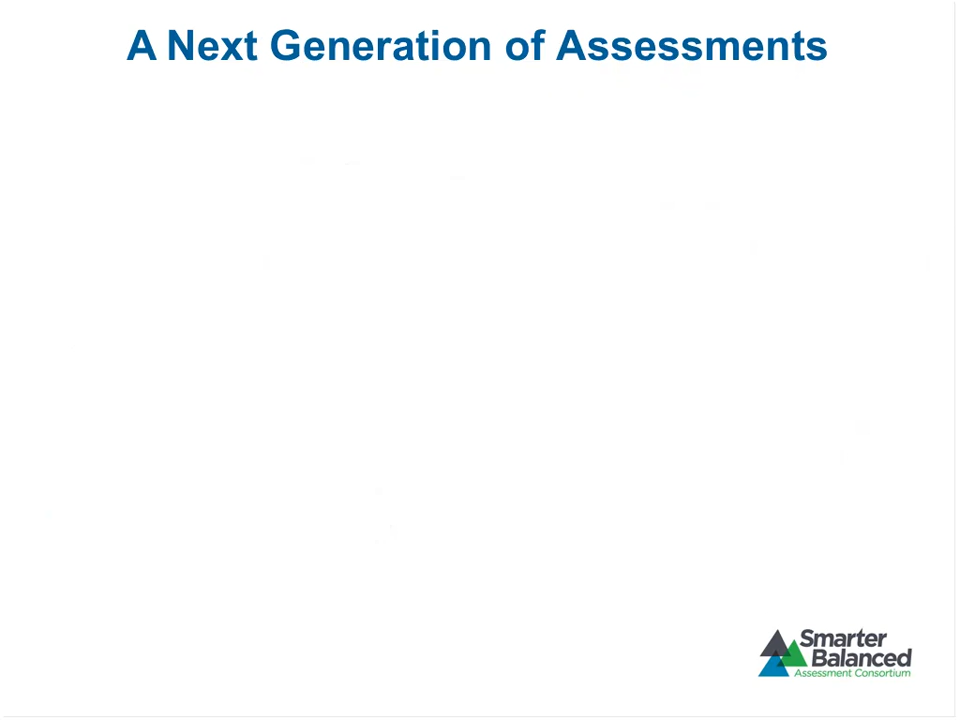 A Next Generation of Assessments
Smarter
Balanced
Assessment Consortium